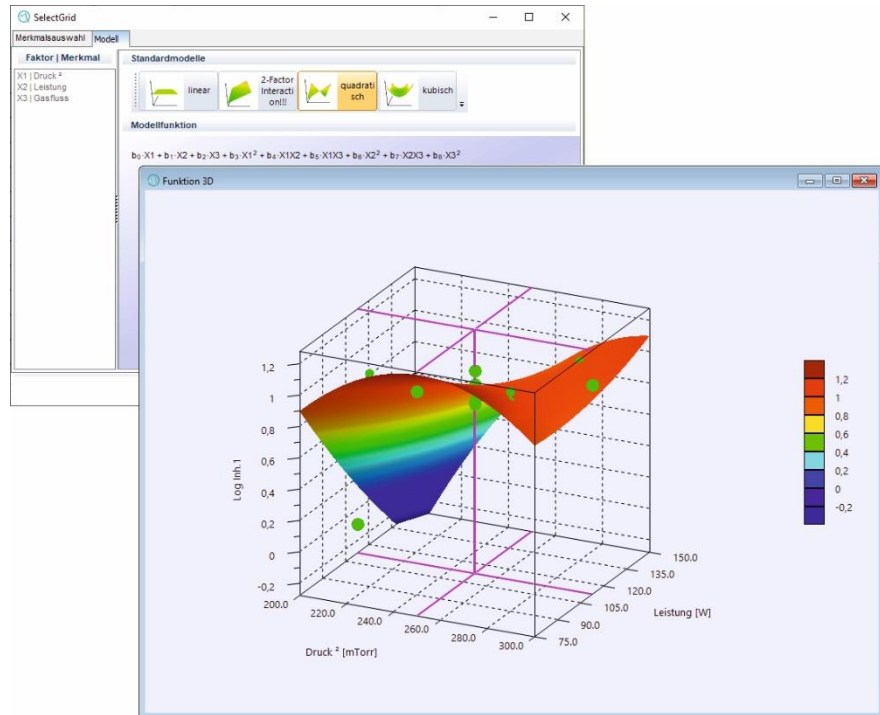 SelectGrid
Merkmalsauswahl Modell
Faktor | Merkmal
X1 | Druck ²
X2 | Leistung
X3 | Gasfluss
Standardmodelle
linear
2-Factor
Interacti
on!!!
quadrati
sch
kubisch
Modellfunktion
b₀·X1 + b₁·X2 + b₂·X3 + b₃·X1² + b₄·X1X2 + b₅·X1X3 + b₆·X2² + b₇·X2X3 + b₈·X3²
Funktion 3D
1,2
1
0,8
0,6
0,4
0,2
0
-0,2
Log Inh.1
200.0
220.0
240.0
260.0
280.0
300.0
Druck ² [mTorr]
75.0
90.0
105.0
120.0
135.0
150.0
Leistung [W]
1,2
1
0,8
0,6
0,4
0,2
0
-0,2